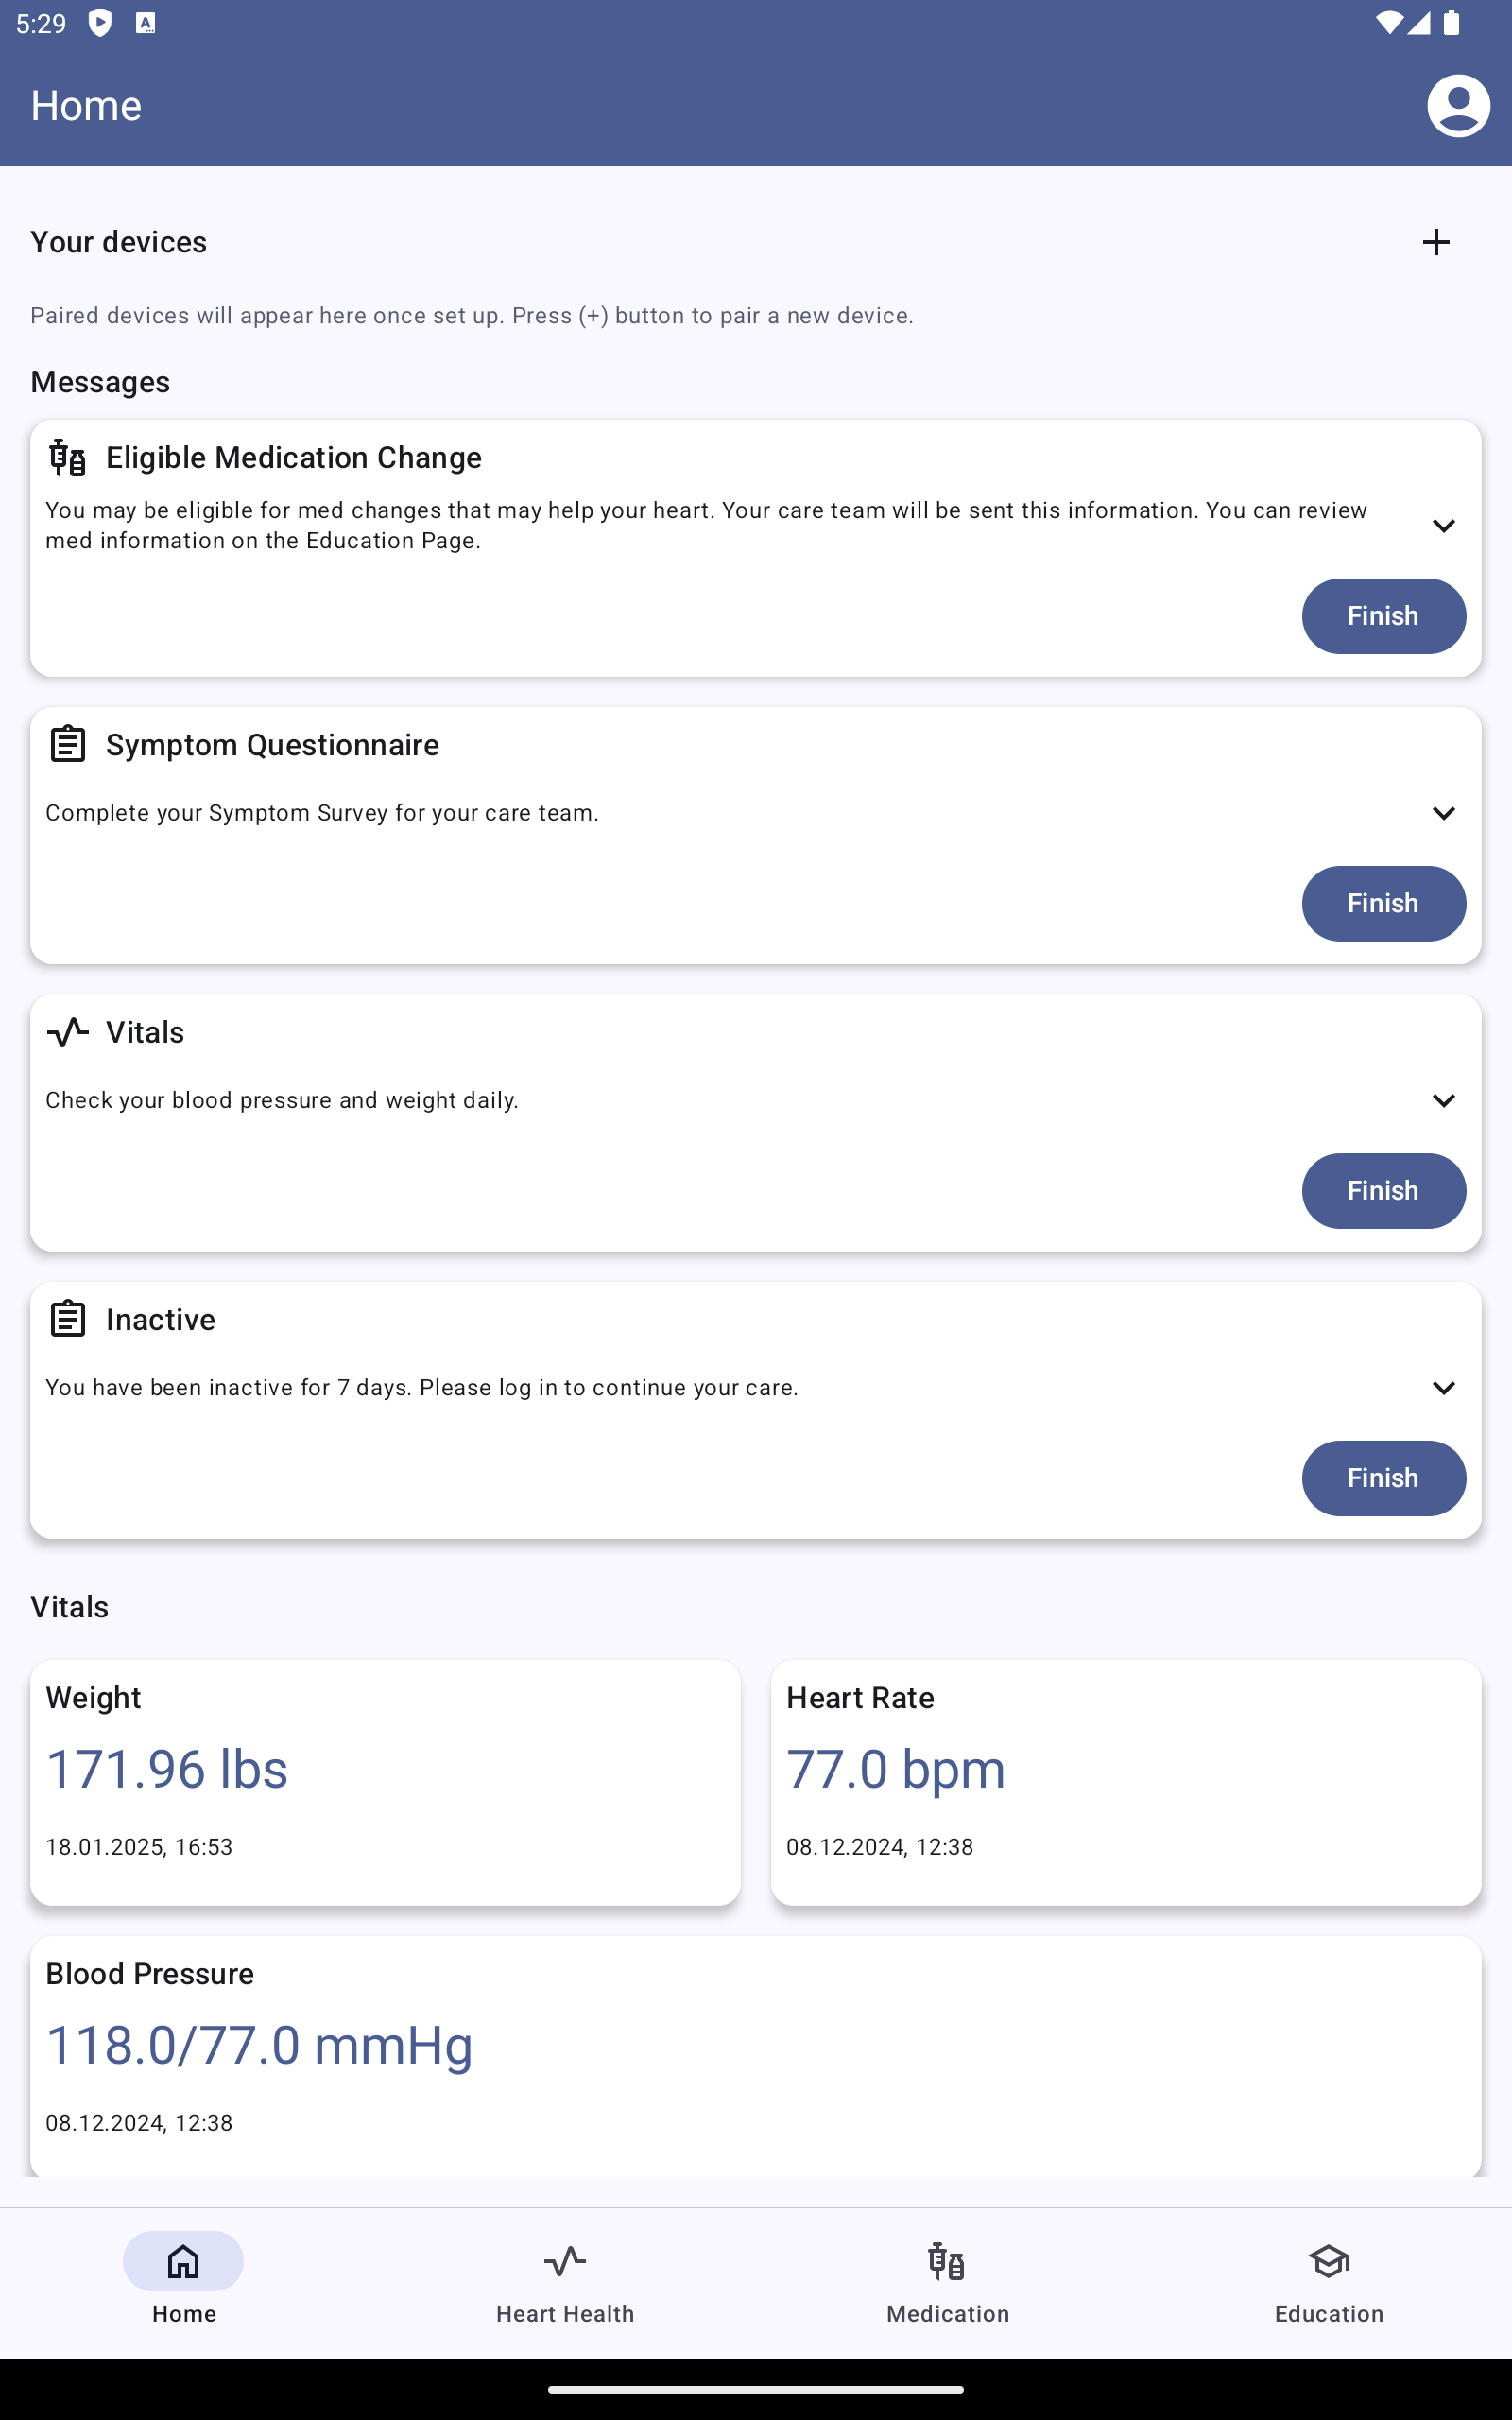 5:29
Home
Your devices
Paired devices will appear here once set up. Press (+) button to pair a new device.
Messages
Eligible Medication Change
You may be eligible for med changes that may help your heart. Your care team will be sent this information. You can review
med information on the Education Page.
Finish
Symptom Questionnaire
Complete your Symptom Survey for your care team.
Finish
Vitals
Check your blood pressure and weight daily.
Finish
Inactive
You have been inactive for 7 days. Please log in to continue your care.
Finish
Vitals
Weight
171.96 lbs
18.01.2025, 16:53
Heart Rate
77.0 bpm
08.12.2024, 12:38
Blood Pressure
118.0/77.0 mmHg
08.12.2024, 12:38
Home
Heart Health
Medication
Education